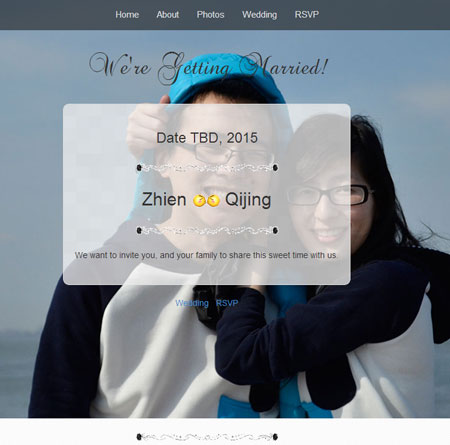 Home About Photos Wedding RSVP
We're Getting Married!
Date TBD, 2015
Zhien Qijing
We want to invite you, and your family to share this sweet time with us.
Wedding RSVP